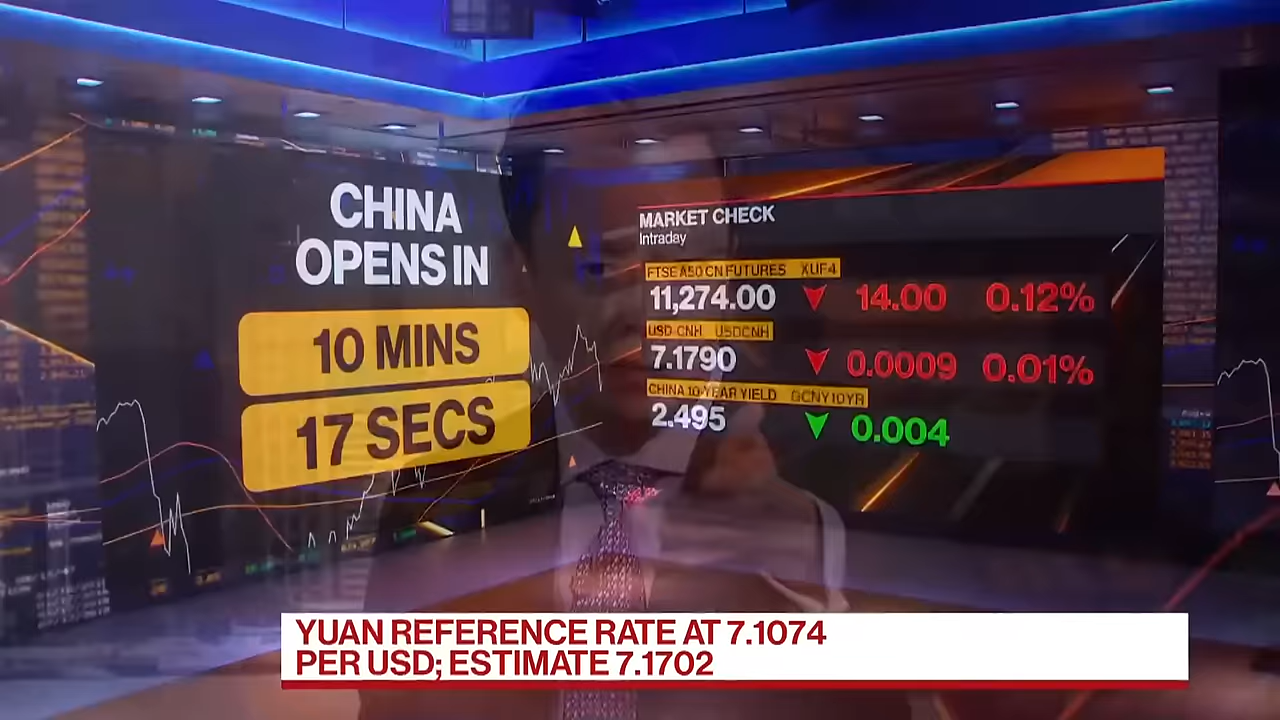 CHINA
OPENS IN
10 MINS
17 SECS
MARKET CHECK
Intraday
FTSE A50 CN FUTURES XUF4
11,274.00 14.00 0.12%
USD-CNH USDCNH
7.1790 0.0009 0.01%
CHINA 10-YEAR YIELD GCNY10YR
2.495 0.004
YUAN REFERENCE RATE AT 7.1074
PER USD; ESTIMATE 7.1702